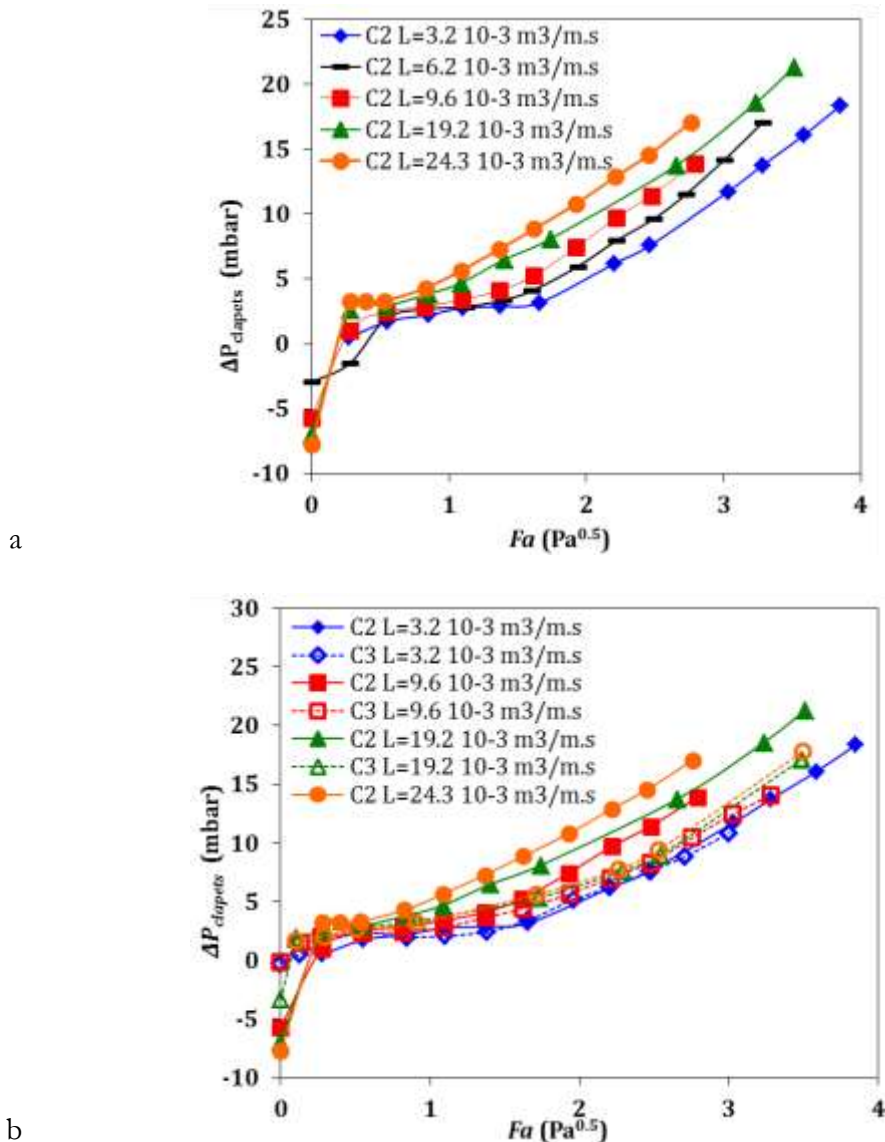 C2 L=3.2 10-3 m3/m.s
C2 L=6.2 10-3 m3/m.s
C2 L=9.6 10-3 m3/m.s
C2 L=19.2 10-3 m3/m.s
C2 L=24.3 10-3 m3/m.s
25
20
15
10
5
0
-5
-10
ΔPclapets (mbar)
0 1 2 3 4
Fa (Pa0.5)
a
C2 L=3.2 10-3 m3/m.s
C3 L=3.2 10-3 m3/m.s
C2 L=9.6 10-3 m3/m.s
C3 L=9.6 10-3 m3/m.s
C2 L=19.2 10-3 m3/m.s
C3 L=19.2 10-3 m3/m.s
C2 L=24.3 10-3 m3/m.s
30
25
20
15
10
5
0
-5
-10
ΔPclapets (mbar)
0 1 2 3 4
Fa (Pa0.5)
b